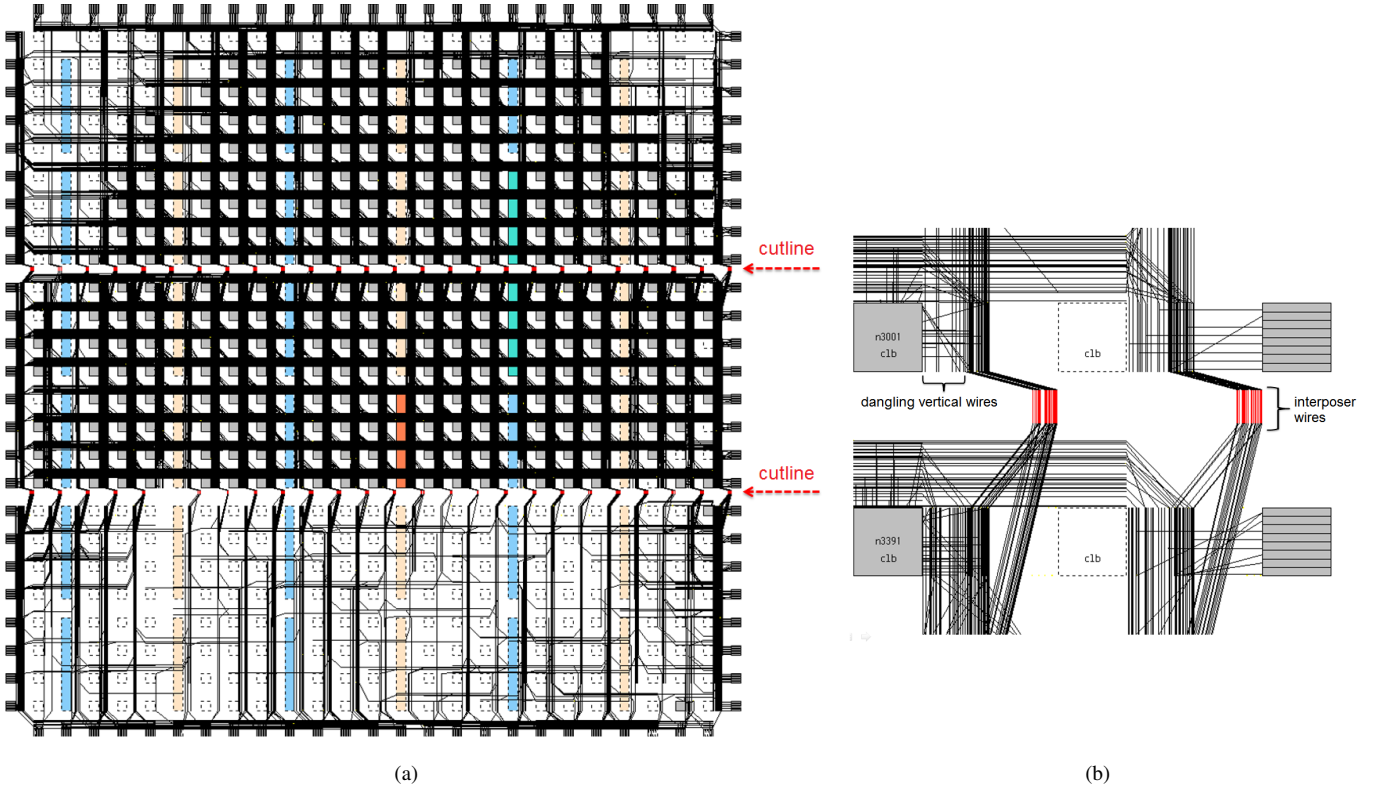 cutline
cutline
(a)
n3001
clb
clb
dangling vertical wires
interposer
wires
n3391
clb
clb
(b)